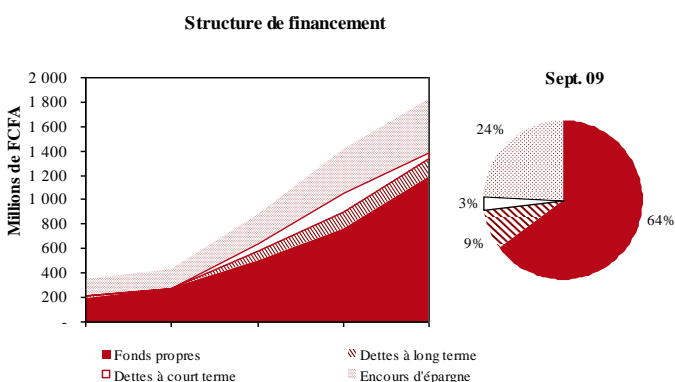 Structure de financement
Millions de FCFA
2 000
1 800
1 600
1 400
1 200
1 000
800
600
400
200
-
Sept. 09
24%
3%
9%
64%
Fonds propres
Dettes à long terme
Dettes à court terme
Encours d'épargne